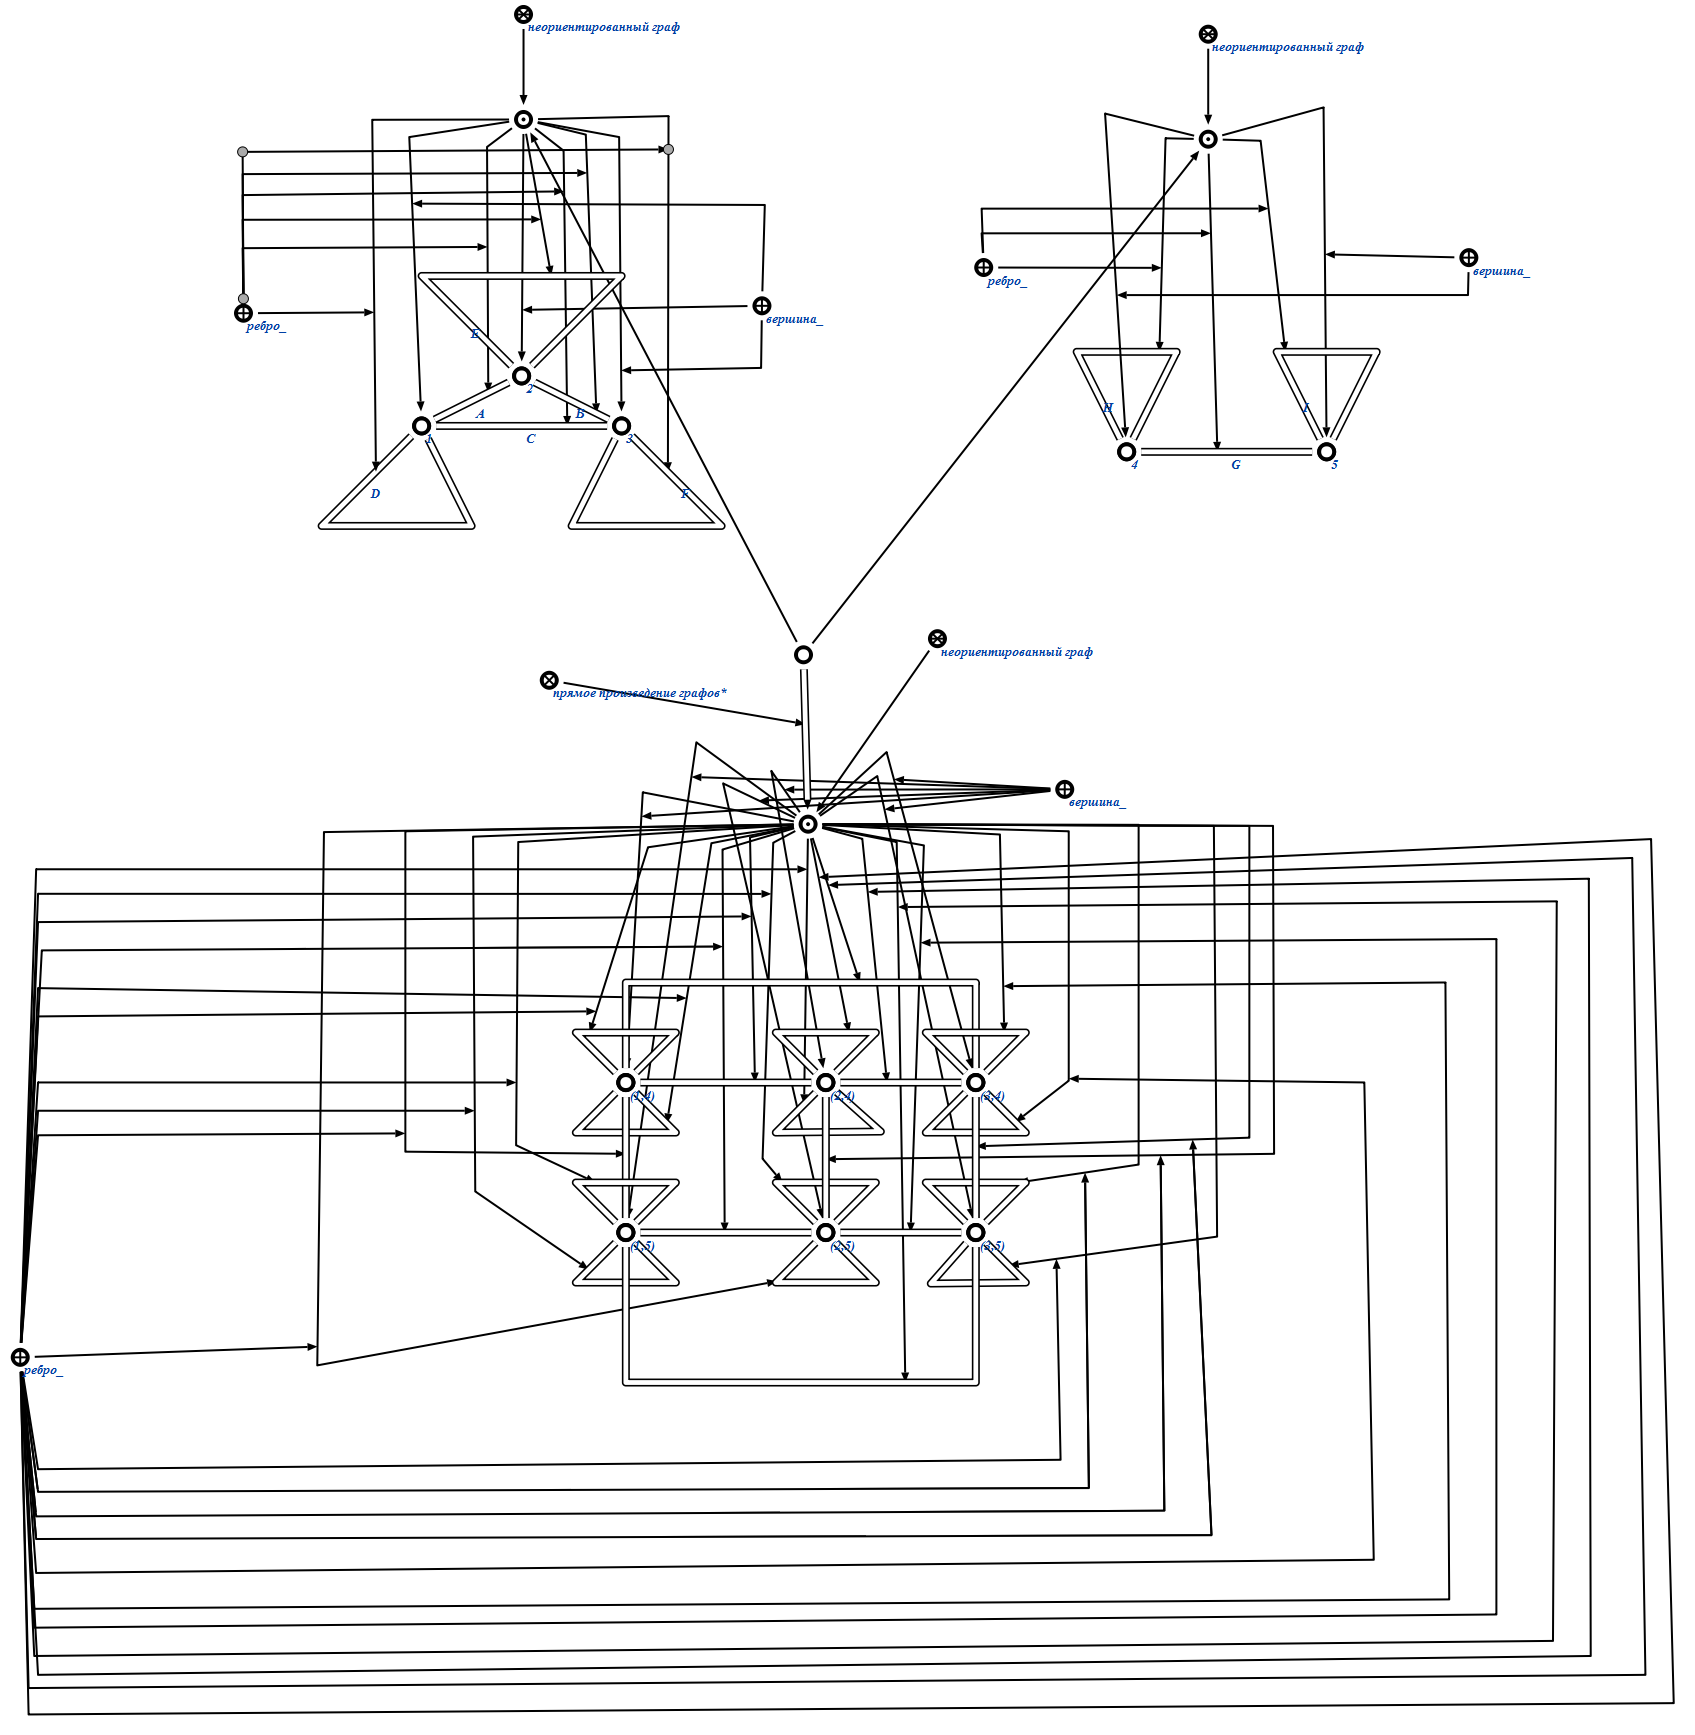 неориентированный граф
неориентированный граф
вершина_
ребро_
ребро_
вершина_
E
2
A
B
C
1
3
D
F
H
I
4
G
5
неориентированный граф
прямое произведение графов*
вершина_
(1,4)
(2,4)
(3,4)
(1,5)
(2,5)
(3,5)
ребро_